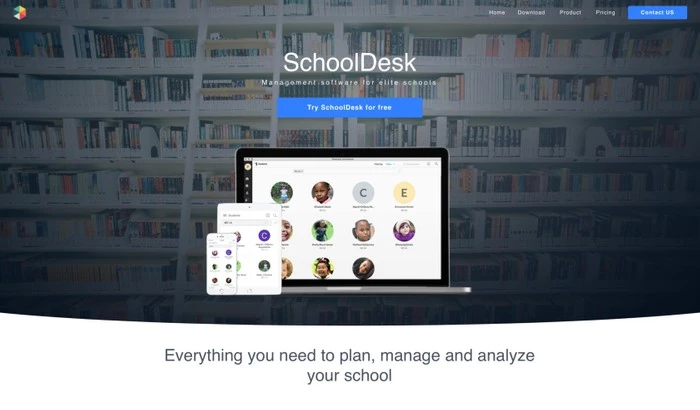 Home Download Product Pricing Contact US
SchoolDesk
Management software for elite schools
Try SchoolDesk for free
C E
C
Everything you need to plan, manage and analyze
your school